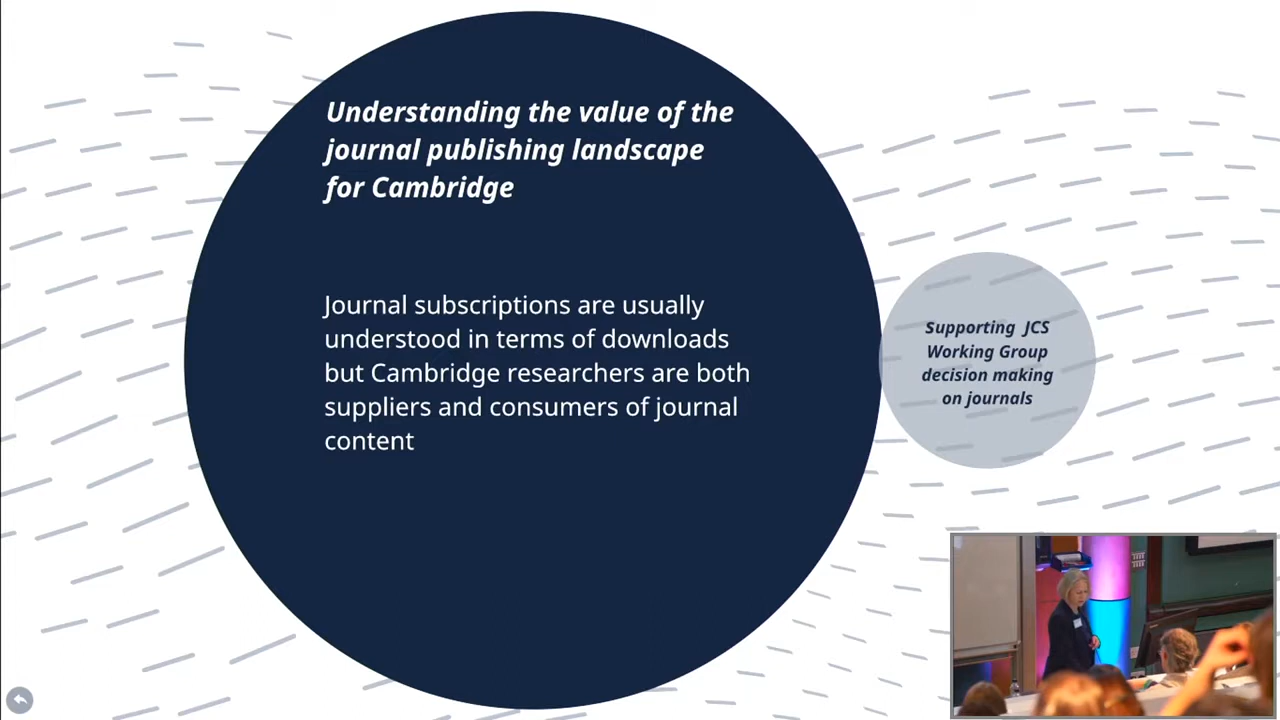 Understanding the value of the
journal publishing landscape
for Cambridge
Journal subscriptions are usually
understood in terms of downloads
but Cambridge researchers are both
suppliers and consumers of journal
content
Supporting JCS
Working Group
decision making
on journals